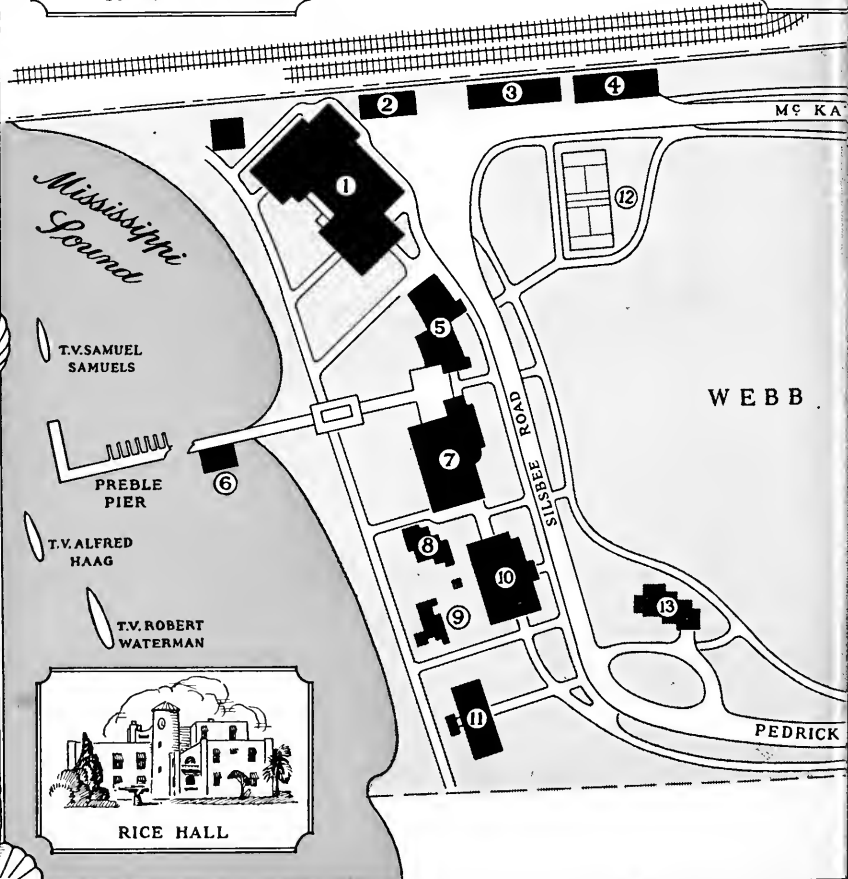 2
3
4
Mc KA
1
12
Mississippi
Sound
5
T.V. SAMUEL
SAMUELS
WEBB
SILSBEE ROAD
7
PREBLE
PIER
6
8
T.V. ALFRED
HAAG
10
13
9
T.V. ROBERT
WATERMAN
11
PEDRICK
RICE HALL